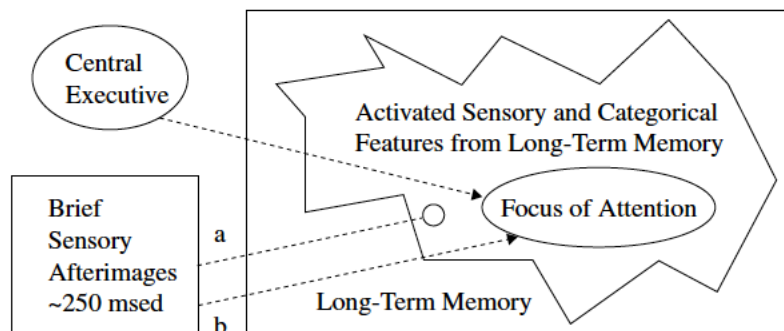 Central
Executive
Activated Sensory and Categorical
Features from Long-Term Memory
Brief
Sensory
Afterimages
~250 msed
a
b
Focus of Attention
Long-Term Memory